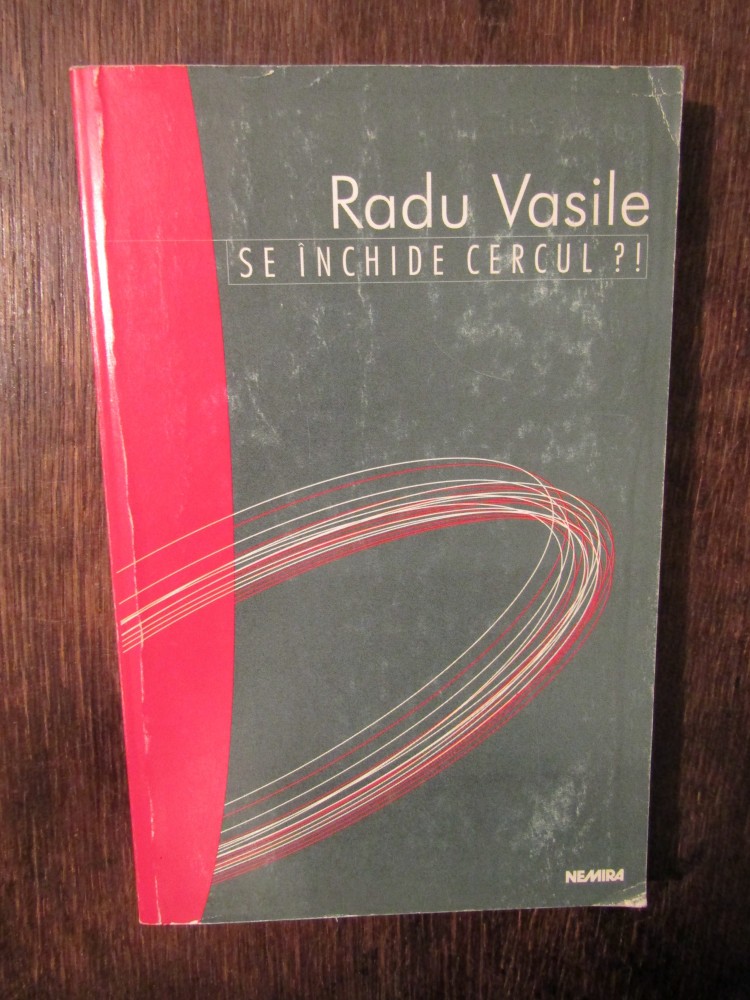 Radu Vasile
SE ÎNCHIDE CERCUL ?!
NEMIRA